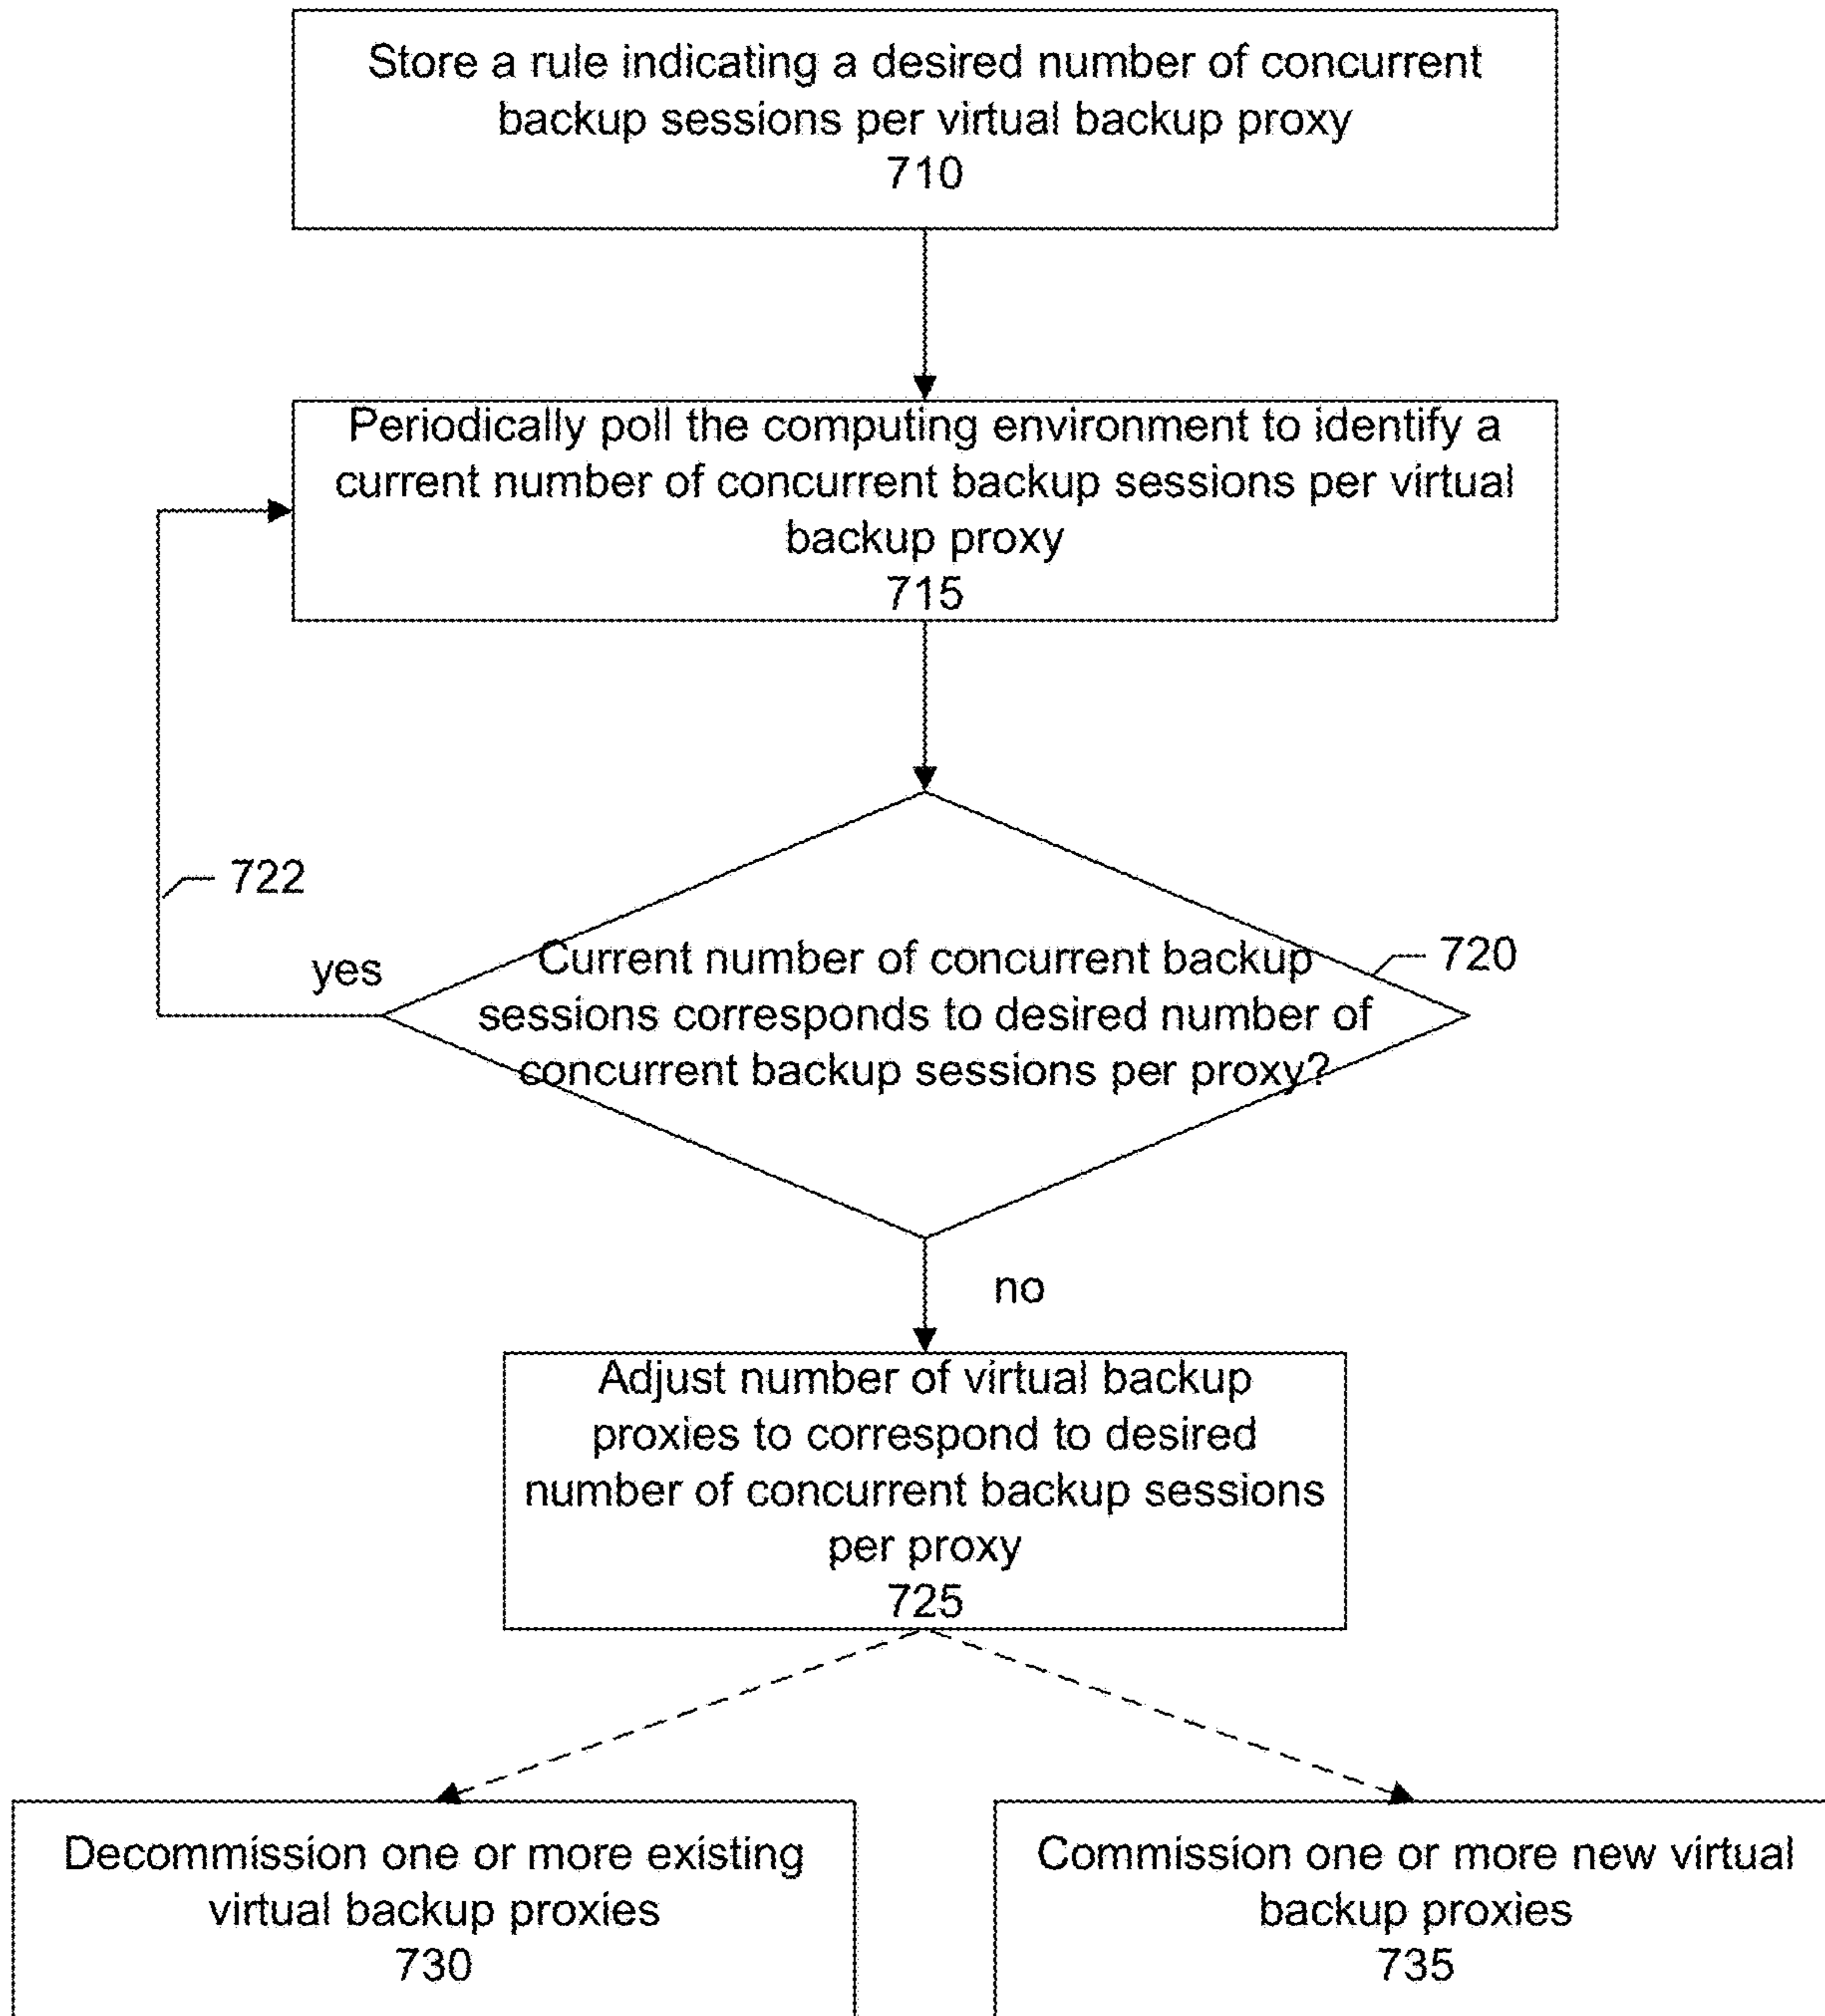 Store a rule indicating a desired number of concurrent
backup sessions per virtual backup proxy
710
Periodically poll the computing environment to identify a
current number of concurrent backup sessions per virtual
backup proxy
715
722
yes
Current number of concurrent backup
sessions corresponds to desired number of
concurrent backup sessions per proxy?
720
no
Adjust number of virtual backup
proxies to correspond to desired
number of concurrent backup sessions
per proxy
725
Decommission one or more existing
virtual backup proxies
730
Commission one or more new virtual
backup proxies
735